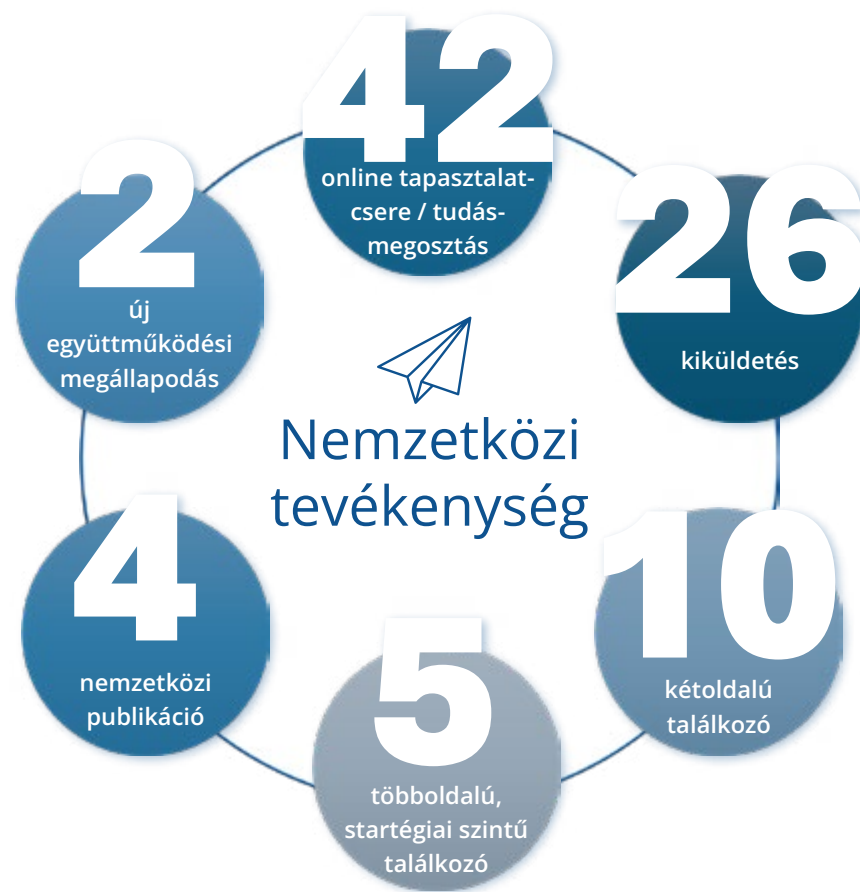 42
online tapasztalat-
csere / tudás-
megosztás
26
kiküldetés
10
kétoldalú
találkozó
5
többoldalú,
startégiai szintű
találkozó
4
nemzetközi
publikáció
2
új
együttműködési
megállapodás
Nemzetközi
tevékenység